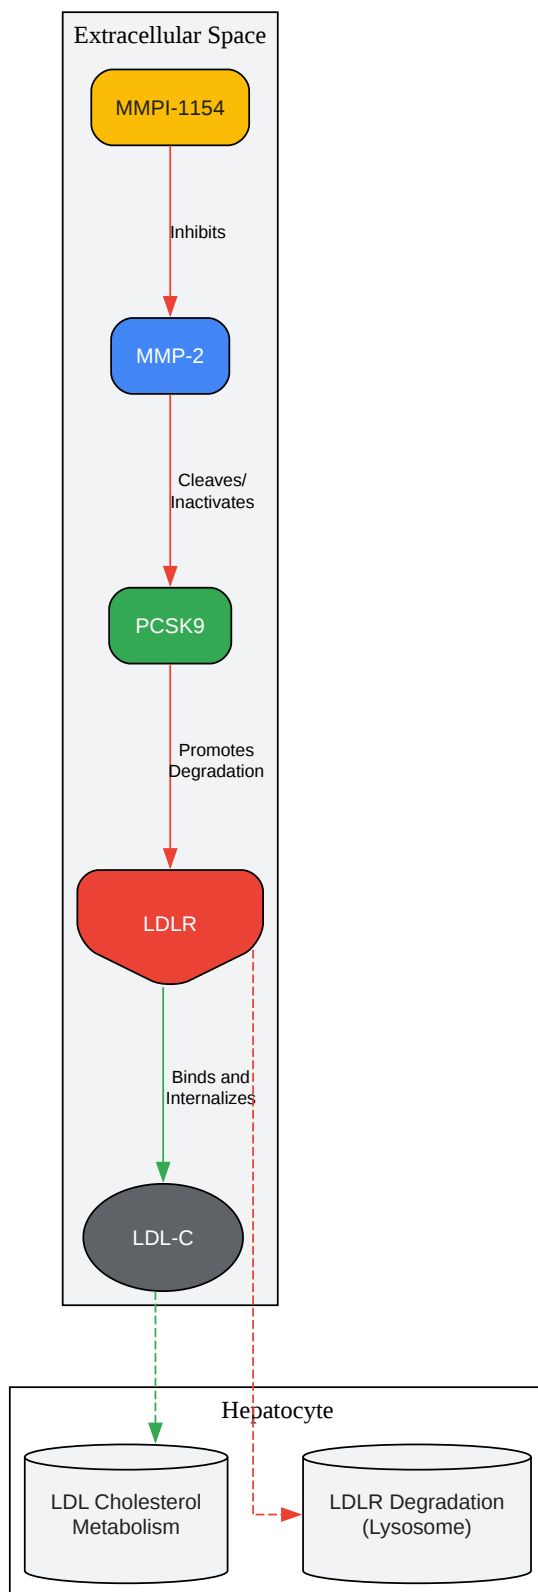 Extracellular Space
MMPI-1154
Inhibits
MMP-2
Cleaves/
Inactivates
PCSK9
Promotes
Degradation
LDLR
Binds and
Internalizes
LDL-C
Hepatocyte
LDL Cholesterol
Metabolism
LDLR Degradation
(Lysosome)